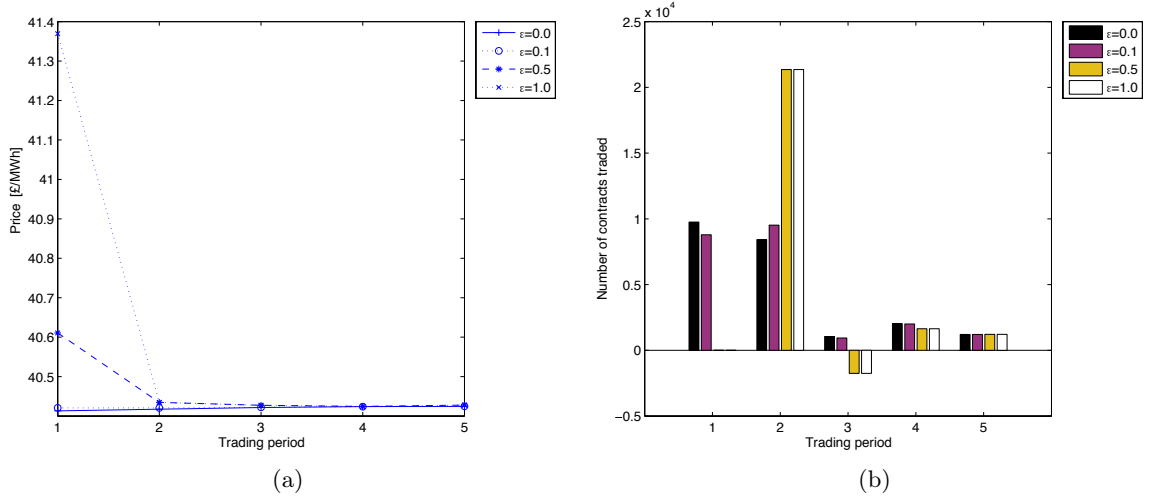 41.4
41.3
41.2
41.1
41
40.9
40.8
40.7
40.6
40.5
1 2 3 4 5
Price [£/MWh]
Trading period
ε=0.0
ε=0.1
ε=0.5
ε=1.0
(a)
x 10⁴
2.5
2
1.5
1
0.5
0
−0.5
1 2 3 4 5
Number of contracts traded
Trading period
ε=0.0
ε=0.1
ε=0.5
ε=1.0
(b)